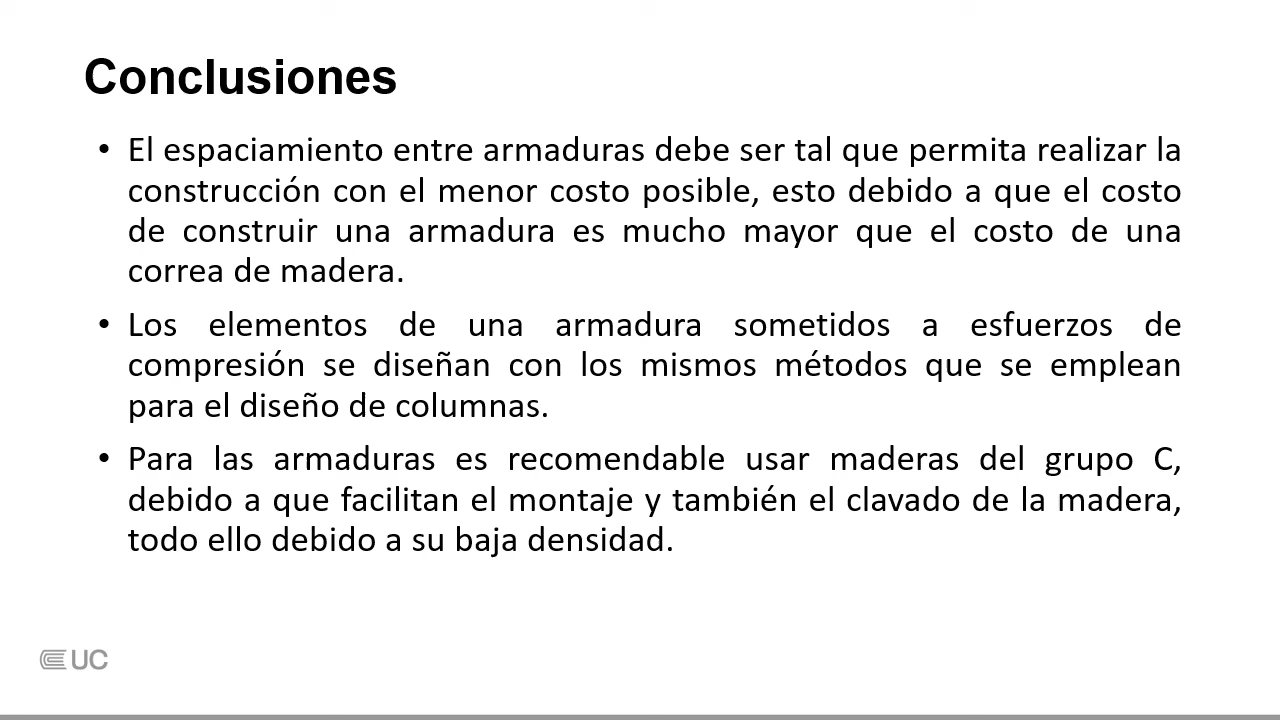 Conclusiones
• El espaciamiento entre armaduras debe ser tal que permita realizar la
construcción con el menor costo posible, esto debido a que el costo
de construir una armadura es mucho mayor que el costo de una
correa de madera.
• Los elementos de una armadura sometidos a esfuerzos de
compresión se diseñan con los mismos métodos que se emplean
para el diseño de columnas.
• Para las armaduras es recomendable usar maderas del grupo C,
debido a que facilitan el montaje y también el clavado de la madera,
todo ello debido a su baja densidad.
UC